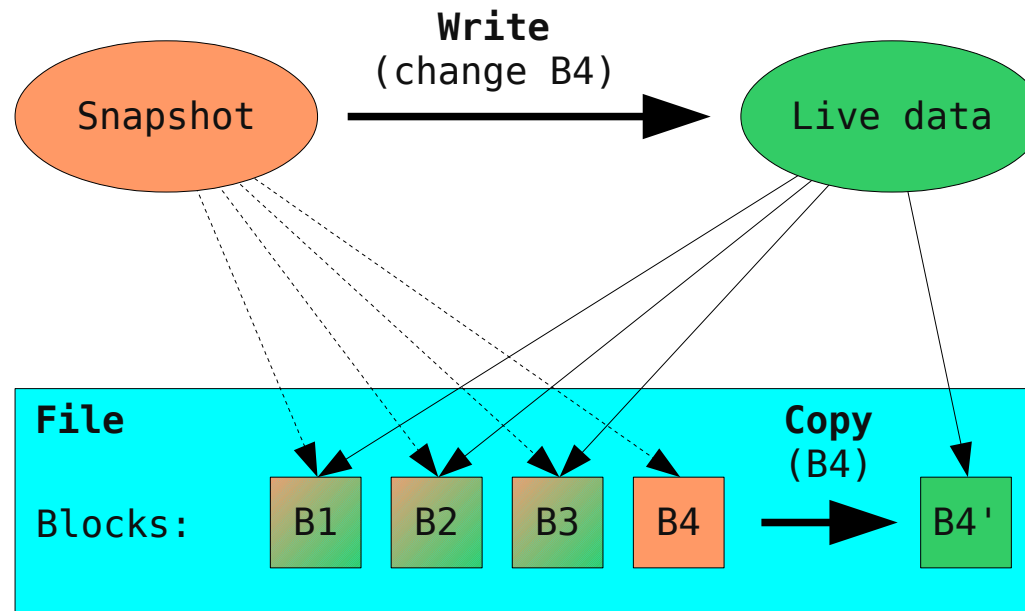 Write
(change B4)
Snapshot
Live data
File
Copy
(B4)
Blocks:
B1
B2
B3
B4
B4'